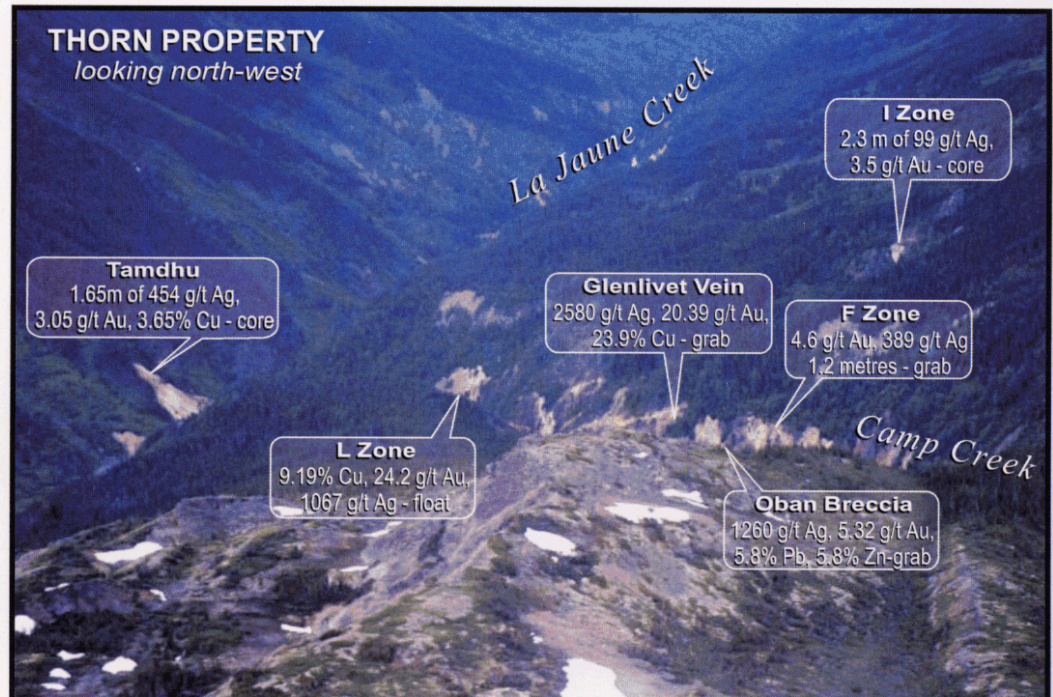 THORN PROPERTY
looking north-west
La Jaune Creek
I Zone
2.3 m of 99 g/t Ag,
3.5 g/t Au - core
Tamdhu
1.65m of 454 g/t Ag,
3.05 g/t Au, 3.65% Cu - core
Glenlivet Vein
2580 g/t Ag, 20.39 g/t Au,
23.9% Cu - grab
F Zone
4.6 g/t Au, 389 g/t Ag
1.2 metres - grab
Camp Creek
L Zone
9.19% Cu, 24.2 g/t Au,
1067 g/t Ag - float
Oban Breccia
1260 g/t Ag, 5.32 g/t Au,
5.8% Pb, 5.8% Zn-grab